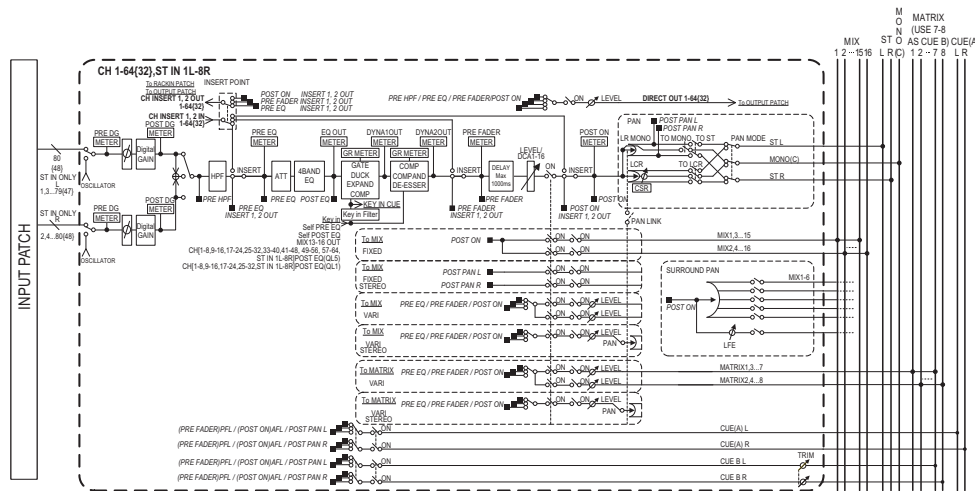 MONO(C)
MATRIX
(USE 7-8
AS CUE B)
CUE(A)
MIX
ST
1 2 ··· 15 16
L R
1 2 ··· 7 8
L R
CH 1-64{32},ST IN 1L-8R
To RACKIN PATCH
To OUTPUT PATCH
CH INSERT 1, 2 OUT
1-64(32)
CH INSERT 1, 2 IN
1-64(32)
INSERT POINT
POST ON INSERT 1, 2 OUT
PRE FADER INSERT 1, 2 OUT
PRE EQ INSERT 1, 2 OUT
PRE HPF / PRE EQ / PRE FADER/POST ON
ON
LEVEL
DIRECT OUT 1-64(32)
To OUTPUT PATCH
INPUT PATCH
80
(48)
ST IN ONLY
L
1,3...79(47)
OSCILLATOR
PRE DG
METER
Digital
GAIN
POST DG
METER
ST IN ONLY
R
2,4...80(48)
OSCILLATOR
PRE DG
METER
Digital
GAIN
POST DG
METER
HPF
PRE HPF
INSERT
PRE EQ
METER
PRE EQ
INSERT 1, 2 OUT
ATT
4BAND
EQ
POST EQ
EQ OUT
METER
DYNA1OUT
METER
GR METER
GATE
DUCK
EXPAND
COMP
DYNA2OUT
METER
GR METER
COMP
COMPAND
DE-ESSER
KEY IN CUE
Key in Filter
Key in
Self PRE EQ
Self POST EQ
MIX13-16 OUT
CH[1-8,9-16,17-24,25-32,33-40,41-48, 49-56, 57-64,
ST IN 1L-8R]POST EQ(QL5)
CH[1-8,9-16,17-24,25-32,ST IN 1L-8R]POST EQ(QL1)
INSERT
PRE FADER
METER
PRE FADER
INSERT 1, 2 OUT
DELAY
Max
1000ms
PRE FADER
LEVEL/
DCA1-16
ON
INSERT
POST ON
INSERT 1, 2 OUT
POST ON
METER
POST ON
PAN
POST PAN L
POST PAN R
LR MONO
TO MONO, TO ST
PAN MODE
LCR
TO LCR
CSR
PAN LINK
ST L
MONO(C)
ST R
To MIX
FIXED
POST ON
ON
ON
ON
ON
MIX1,3...15
MIX2,4...16
To MIX
FIXED
STEREO
POST PAN L
POST PAN R
ON
ON
ON
ON
To MIX
VARI
PRE EQ / PRE FADER / POST ON
ON
ON
LEVEL
ON
ON
LEVEL
To MIX
VARI
STEREO
PRE EQ / PRE FADER / POST ON
ON
ON
LEVEL
PAN
To MATRIX
VARI
PRE EQ / PRE FADER / POST ON
ON
ON
LEVEL
ON
ON
LEVEL
MATRIX1,3...7
MATRIX2,4...8
To MATRIX
VARI
STEREO
PRE EQ / PRE FADER / POST ON
ON
ON
LEVEL
PAN
SURROUND PAN
MIX1-6
POST ON
LFE
(PRE FADER)PFL / (POST ON)AFL / POST PAN L
ON
CUE(A) L
(PRE FADER)PFL / (POST ON)AFL / POST PAN R
ON
CUE(A) R
(PRE FADER)PFL / (POST ON)AFL / POST PAN L
ON
CUE B L
TRIM
(PRE FADER)PFL / (POST ON)AFL / POST PAN R
ON
CUE B R